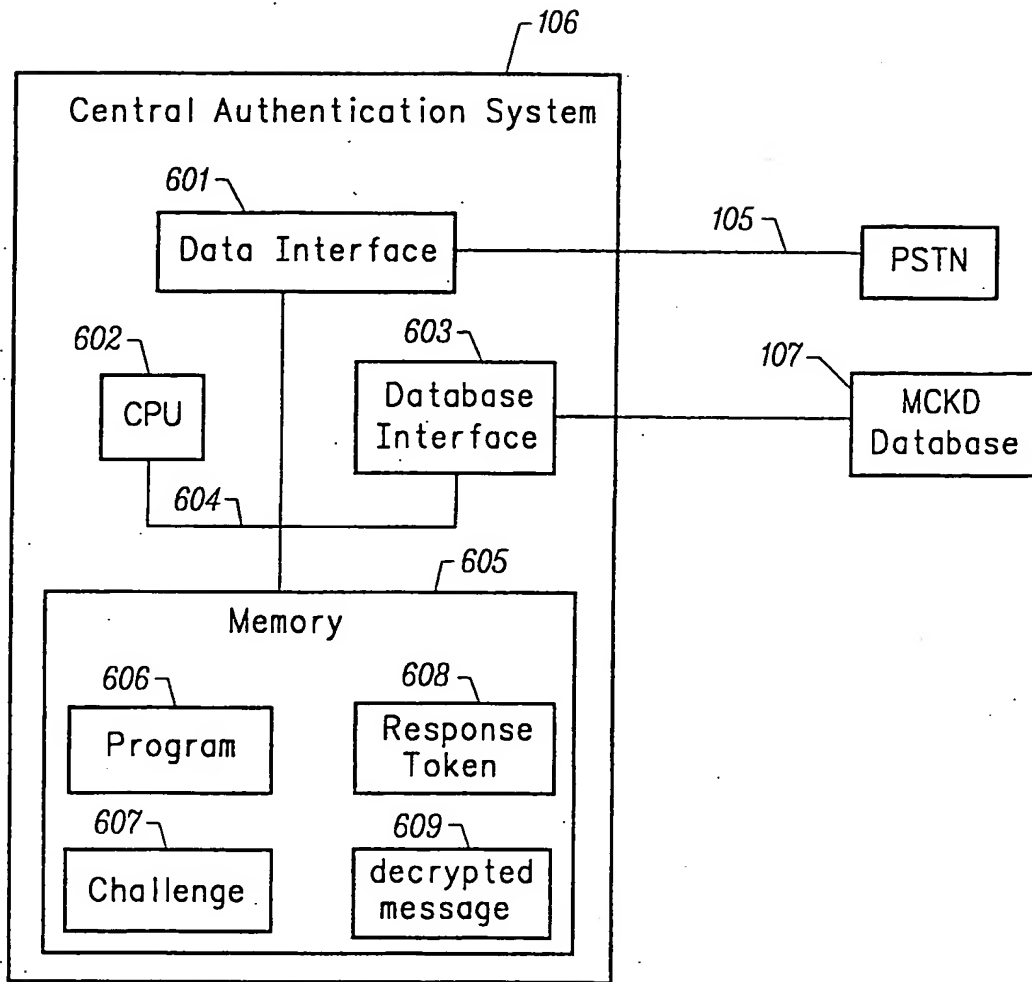 106
Central Authentication System
601
Data Interface
105
PSTN
602
CPU
603
Database
Interface
107
MCKD
Database
604
605
Memory
606
Program
608
Response
Token
607
Challenge
609
decrypted
message